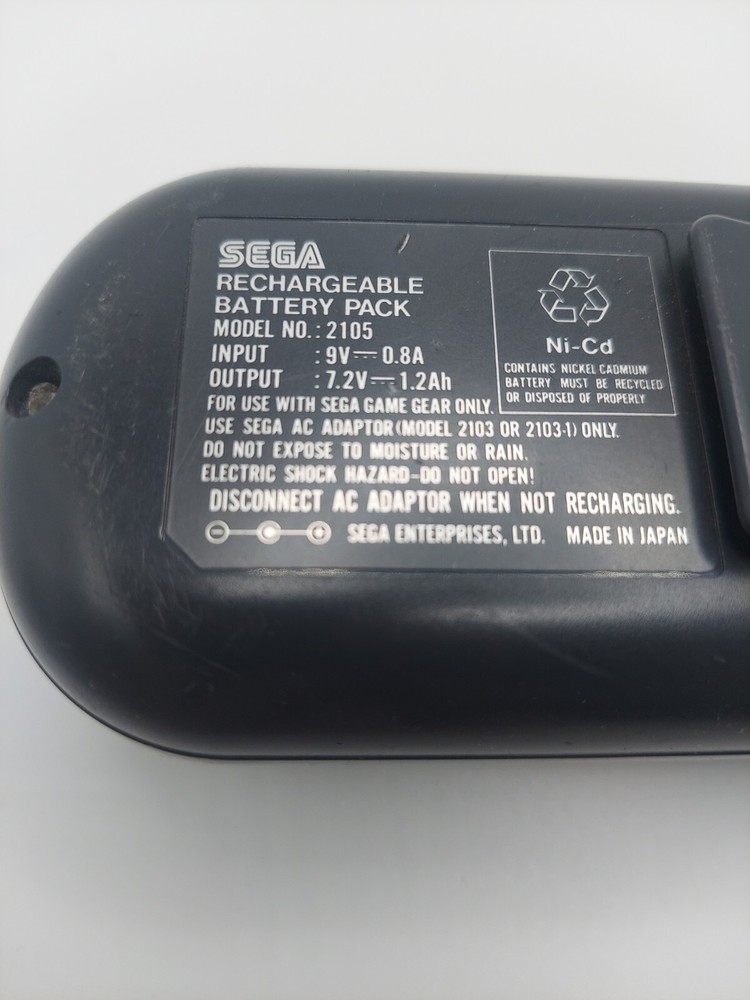 SEGA
RECHARGEABLE
BATTERY PACK
MODEL NO.: 2105
INPUT : 9V⎓0.8A
OUTPUT : 7.2V⎓1.2Ah
FOR USE WITH SEGA GAME GEAR ONLY.
USE SEGA AC ADAPTOR (MODEL 2103 OR 2103-1) ONLY.
DO NOT EXPOSE TO MOISTURE OR RAIN.
ELECTRIC SHOCK HAZARD-DO NOT OPEN!
DISCONNECT AC ADAPTOR WHEN NOT RECHARGING.
SEGA ENTERPRISES, LTD. MADE IN JAPAN
Ni-Cd
CONTAINS NICKEL CADMIUM
BATTERY MUST BE RECYCLED
OR DISPOSED OF PROPERLY